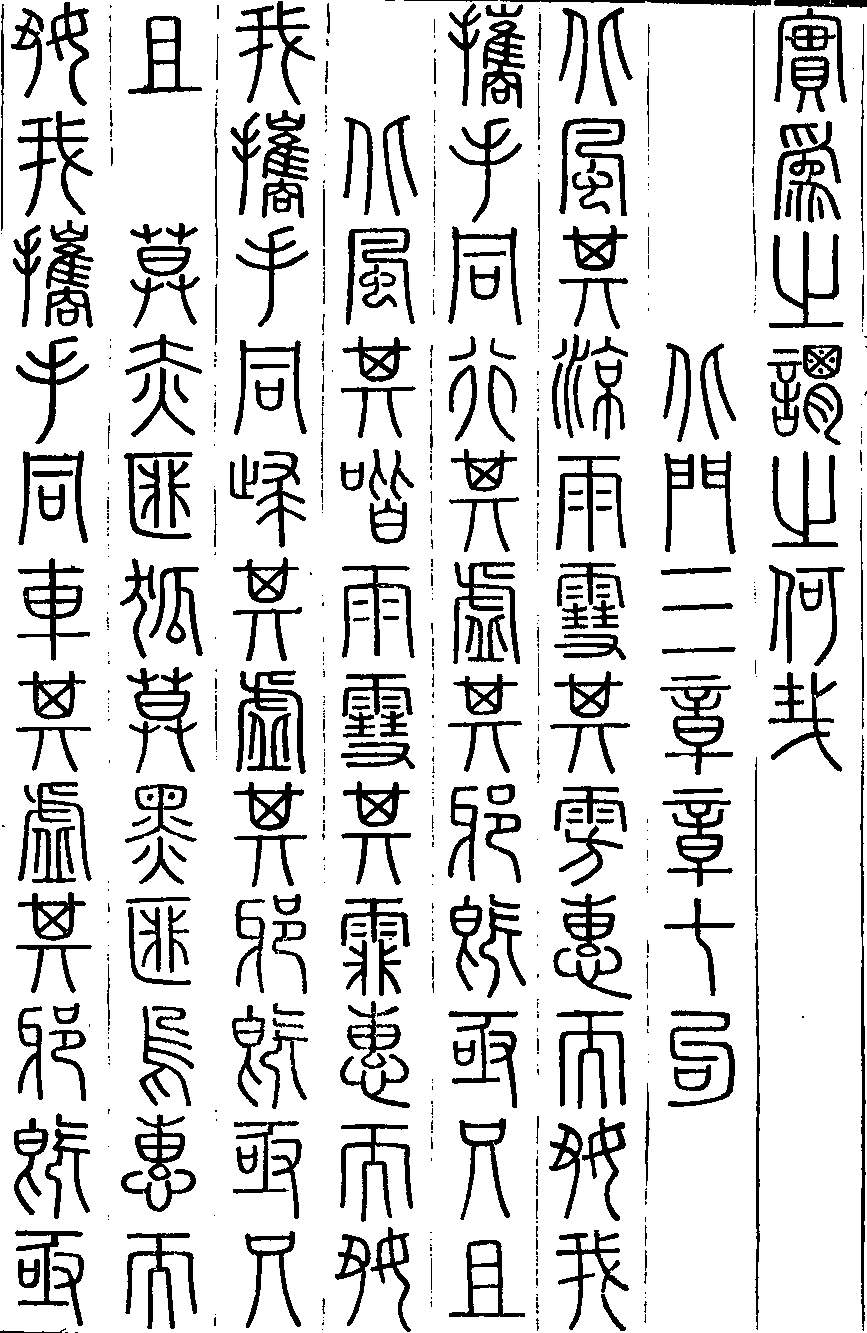 實爲之謂之何哉
北門三章章七句
北風其涼雨雪其雱惠而好我
攜手同行其虛其邪既亟只且
北風其喈雨雪其霏惠而好
我攜手同歸其虛其邪既亟只
且　莫赤匪狐莫黑匪烏惠而
好我攜手同車其虛其邪既亟